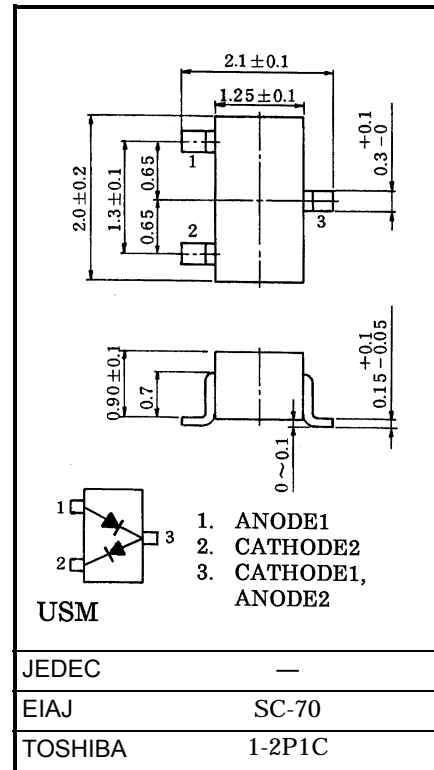 2.1±0.1
1.25±0.1
+0.1
0.3-0
2.0±0.2
1.3±0.1
0.65
0.65
1
2
3
0.90±0.1
0.7
+0.1
0.15-0.05
0~0.1
1
2
3
1. ANODE1
2. CATHODE2
3. CATHODE1,
ANODE2
USM
JEDEC —
EIAJ SC-70
TOSHIBA 1-2P1C